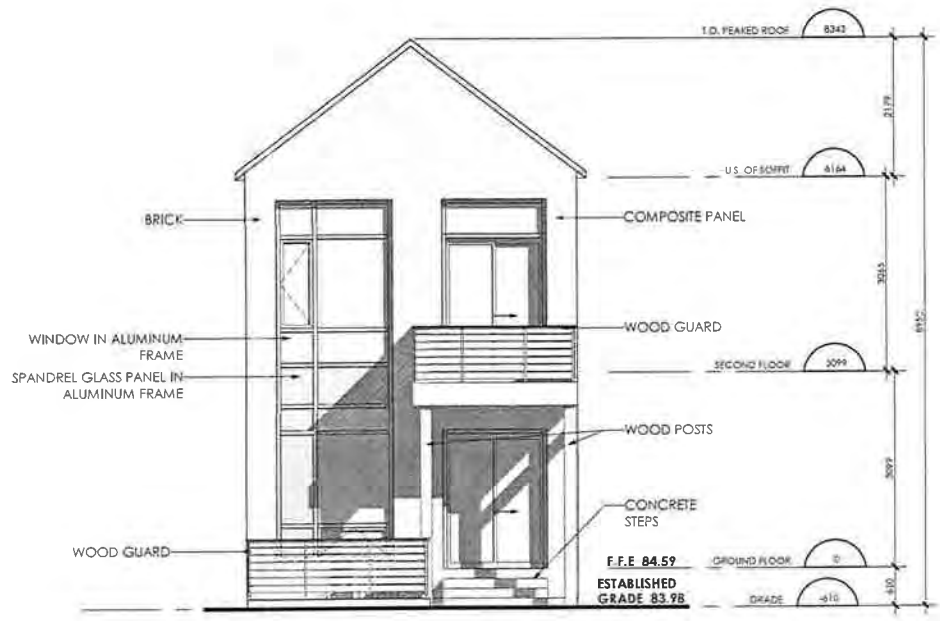 T.O. PEAKED ROOF 8343
2179
U.S. OF SOFFIT 6164
BRICK
COMPOSITE PANEL
3065
8950
WINDOW IN ALUMINUM
FRAME
WOOD GUARD
SPANDREL GLASS PANEL IN
ALUMINUM FRAME
SECOND FLOOR 3099
WOOD POSTS
3099
CONCRETE
STEPS
WOOD GUARD
F.F.E 84.59 GROUND FLOOR 0
ESTABLISHED
GRADE 83.98 GRADE -610
610